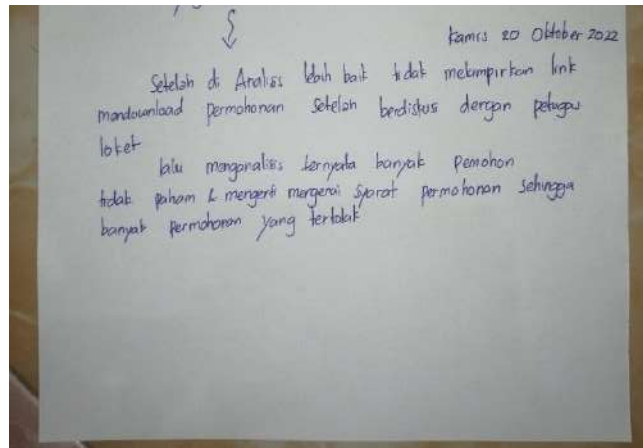 Kamis 20 Oktober 2022
Setelah di Analisis lebih baik tidak melampirkan link
mendownload permohonan setelah berdiskusi dengan petugas
loket
lalu menganalisis ternyata banyak pemohon
tidak paham & mengerti mengenai syarat permohonan sehingga
banyak permohonan yang tertolak